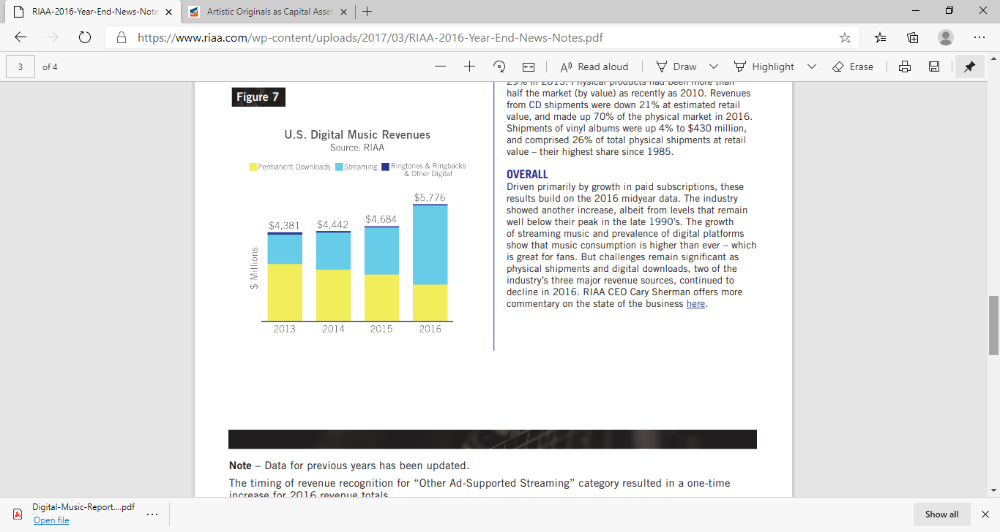 RIAA-2016-Year-End-News-Note
Artistic Originals as Capital Asset
https://www.riaa.com/wp-content/uploads/2017/03/RIAA-2016-Year-End-News-Notes.pdf
3 of 4
Read aloud
Draw
Highlight
Erase
Figure 7
U.S. Digital Music Revenues
Source: RIAA
Permanent Downloads Streaming Ringtones & Ringbacks
& Other Digital
$5,776
$4,381 $4,442 $4,684
$ Millions
2013 2014 2015 2016
29% in 2015. Physical products had been more than
half the market (by value) as recently as 2010. Revenues
from CD shipments were down 21% at estimated retail
value, and made up 70% of the physical market in 2016.
Shipments of vinyl albums were up 4% to $430 million,
and comprised 26% of total physical shipments at retail
value – their highest share since 1985.
OVERALL
Driven primarily by growth in paid subscriptions, these
results build on the 2016 midyear data. The industry
showed another increase, albeit from levels that remain
well below their peak in the late 1990's. The growth
of streaming music and prevalence of digital platforms
show that music consumption is higher than ever – which
is great for fans. But challenges remain significant as
physical shipments and digital downloads, two of the
industry's three major revenue sources, continued to
decline in 2016. RIAA CEO Cary Sherman offers more
commentary on the state of the business here.
Note – Data for previous years has been updated.
The timing of revenue recognition for “Other Ad-Supported Streaming” category resulted in a one-time
increase for 2016 revenue totals
Digital-Music-Report....pdf
Open file
Show all